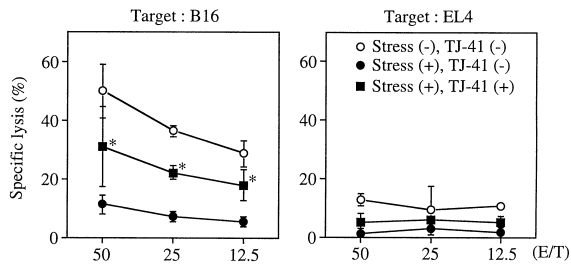 Target : B16
Target : EL4
Specific lysis (%)
60
40
20
0
*
*
*
50
25
12.5
Stress (-), TJ-41 (-)
Stress (+), TJ-41 (-)
Stress (+), TJ-41 (+)
60
40
20
0
50
25
12.5
(E/T)